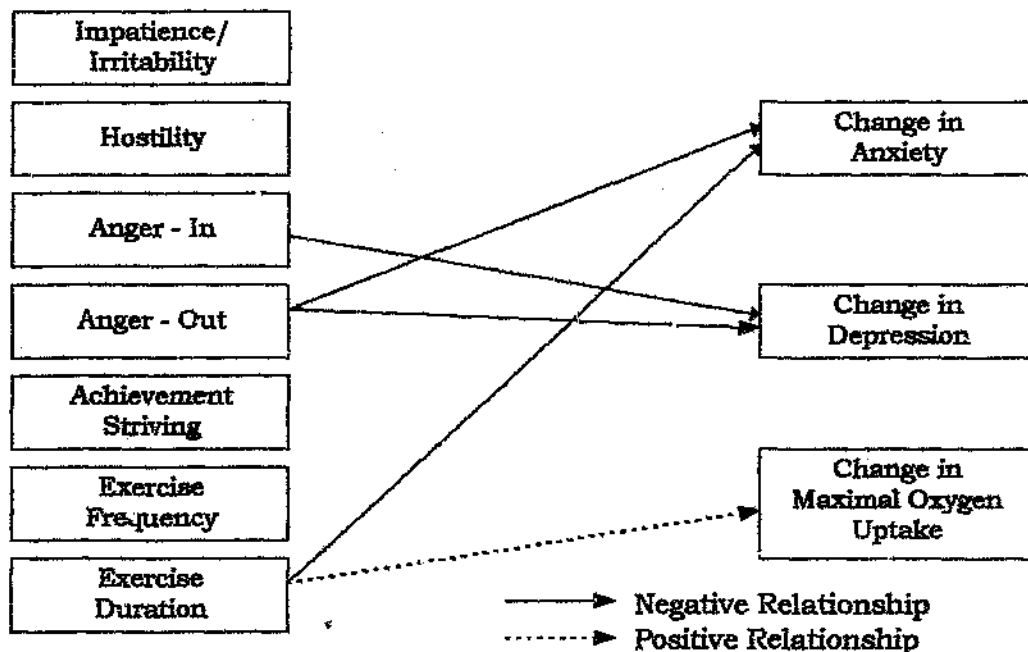 Impatience/
Irritability
Hostility
Anger - In
Anger - Out
Achievement
Striving
Exercise
Frequency
Exercise
Duration
Change in
Anxiety
Change in
Depression
Change in
Maximal Oxygen
Uptake
Negative Relationship
Positive Relationship